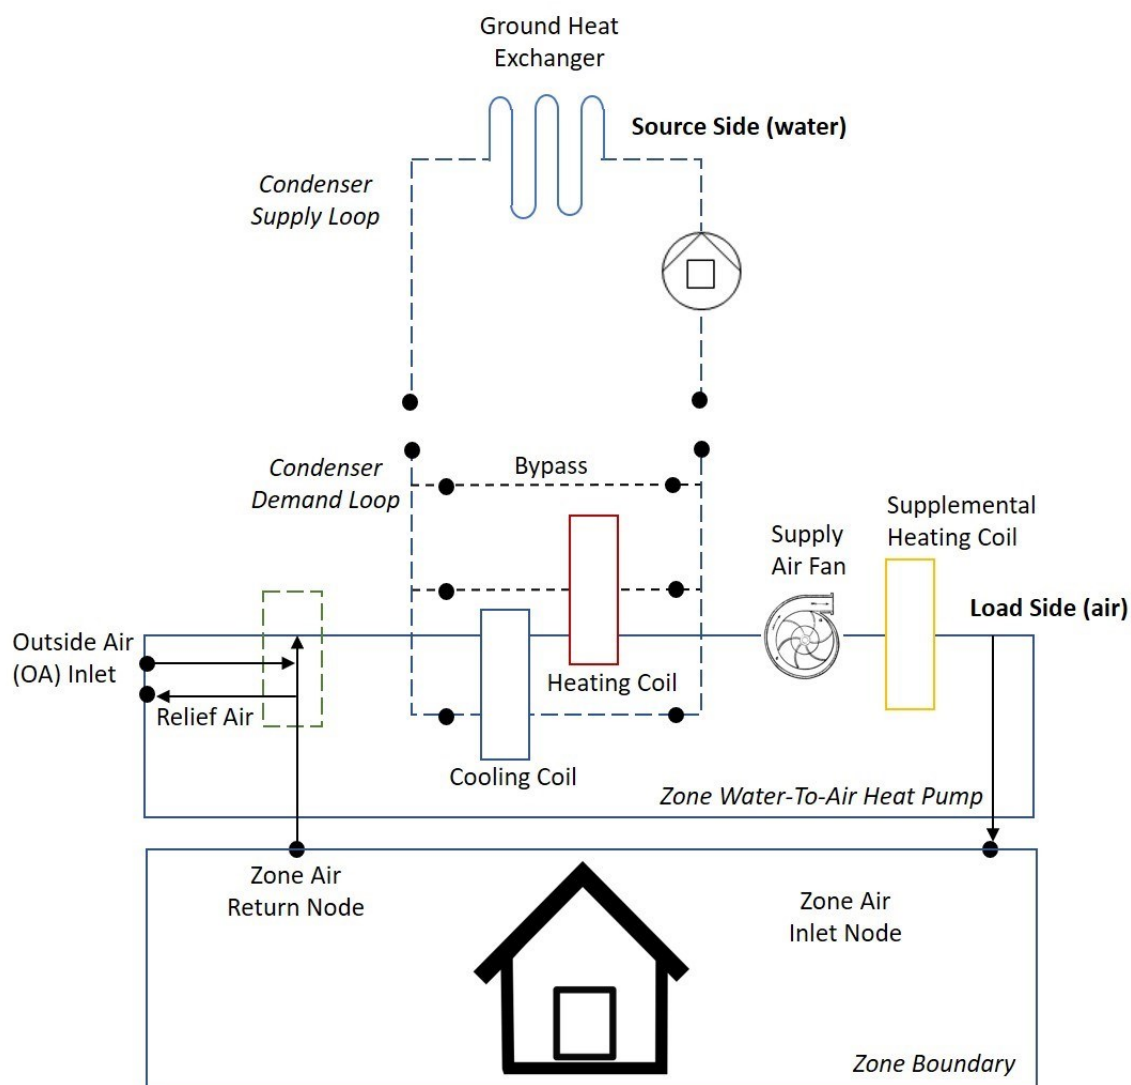 Ground Heat
Exchanger
Source Side (water)
Condenser
Supply Loop
Condenser
Demand Loop
Bypass
Supply
Air Fan
Supplemental
Heating Coil
Load Side (air)
Outside Air
(OA) Inlet
Relief Air
Heating Coil
Cooling Coil
Zone Water-To-Air Heat Pump
Zone Air
Return Node
Zone Air
Inlet Node
Zone Boundary